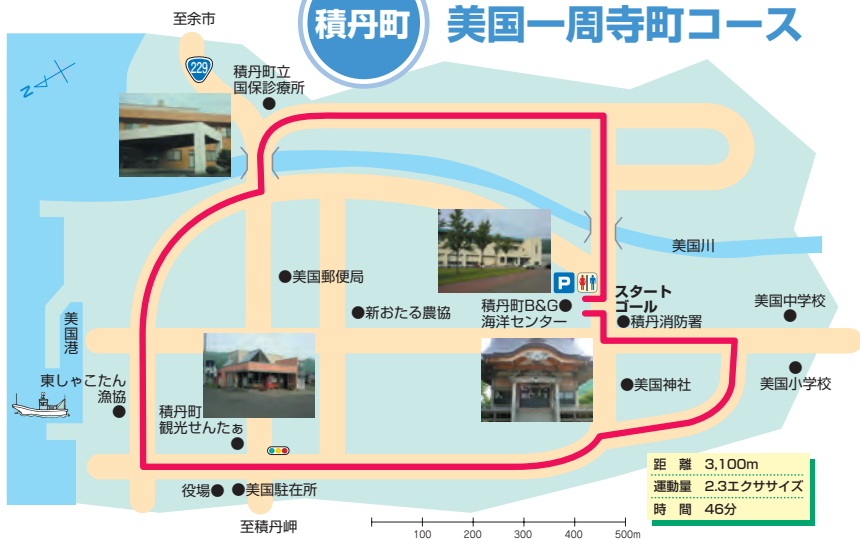 積丹町
美国一周寺町コース
至余市
229
積丹町立
国保診療所
N
美国川
P
スタート
ゴール
美国郵便局
新おたる農協
積丹町B&G
海洋センター
積丹消防署
美国中学校
美国港
東しゃこたん
漁協
美国小学校
美国神社
積丹町
観光せんたぁ
役場
美国駐在所
至積丹岬
距 離 3,100m
運動量 2.3エクササイズ
時 間 46分
100 200 300 400 500m